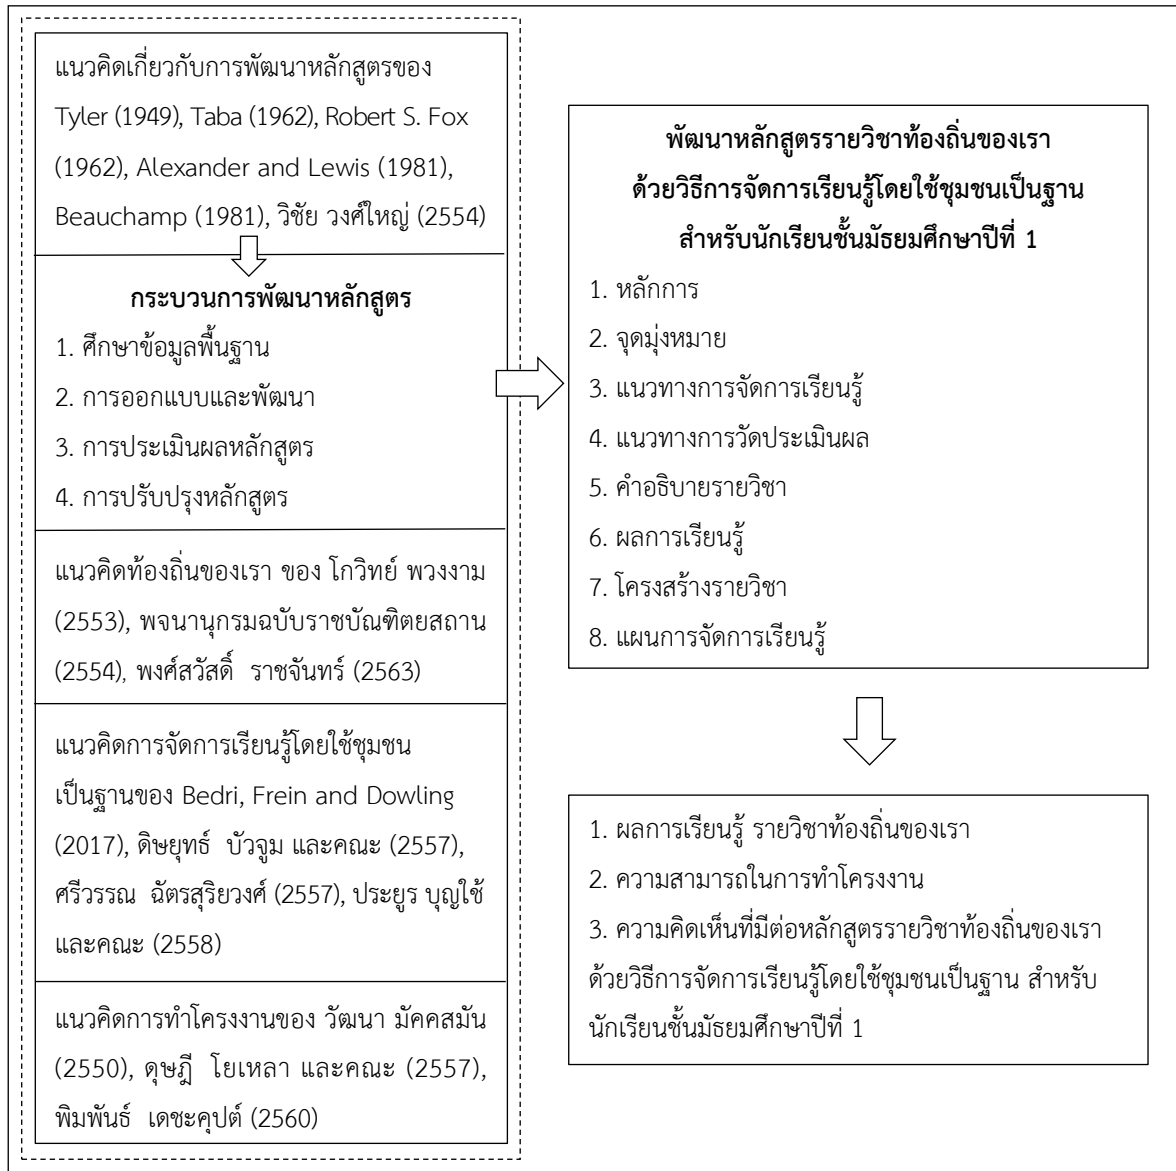 แนวคิดเกี่ยวกับการพัฒนาหลักสูตรของ
Tyler (1949), Taba (1962), Robert S. Fox
(1962), Alexander and Lewis (1981),
Beauchamp (1981), วิชัย วงศ์ใหญ่ (2554)
กระบวนการพัฒนาหลักสูตร
1. ศึกษาข้อมูลพื้นฐาน
2. การออกแบบและพัฒนา
3. การประเมินผลหลักสูตร
4. การปรับปรุงหลักสูตร
แนวคิดท้องถิ่นของเรา ของ โกวิทย์ พวงงาม
(2553), พจนานุกรมฉบับราชบัณฑิตยสถาน
(2554), พงศ์สวัสดิ์ ราชจันทร์ (2563)
แนวคิดการจัดการเรียนรู้โดยใช้ชุมชน
เป็นฐานของ Bedri, Frein and Dowling
(2017), ดิษยุทธ์ บัวจูม และคณะ (2557),
ศรีวรรณ ฉัตรสุริยวงศ์ (2557), ประยูร บุญใช้
และคณะ (2558)
แนวคิดการทำโครงงานของ วัฒนา มัคคสมัน
(2550), ดุษฎี โยเหลา และคณะ (2557),
พิมพันธ์ เดชะคุปต์ (2560)
พัฒนาหลักสูตรรายวิชาท้องถิ่นของเรา
ด้วยวิธีการจัดการเรียนรู้โดยใช้ชุมชนเป็นฐาน
สำหรับนักเรียนชั้นมัธยมศึกษาปีที่ 1
1. หลักการ
2. จุดมุ่งหมาย
3. แนวทางการจัดการเรียนรู้
4. แนวทางการวัดประเมินผล
5. คำอธิบายรายวิชา
6. ผลการเรียนรู้
7. โครงสร้างรายวิชา
8. แผนการจัดการเรียนรู้
1. ผลการเรียนรู้ รายวิชาท้องถิ่นของเรา
2. ความสามารถในการทำโครงงาน
3. ความคิดเห็นที่มีต่อหลักสูตรรายวิชาท้องถิ่นของเรา
ด้วยวิธีการจัดการเรียนรู้โดยใช้ชุมชนเป็นฐาน สำหรับ
นักเรียนชั้นมัธยมศึกษาปีที่ 1